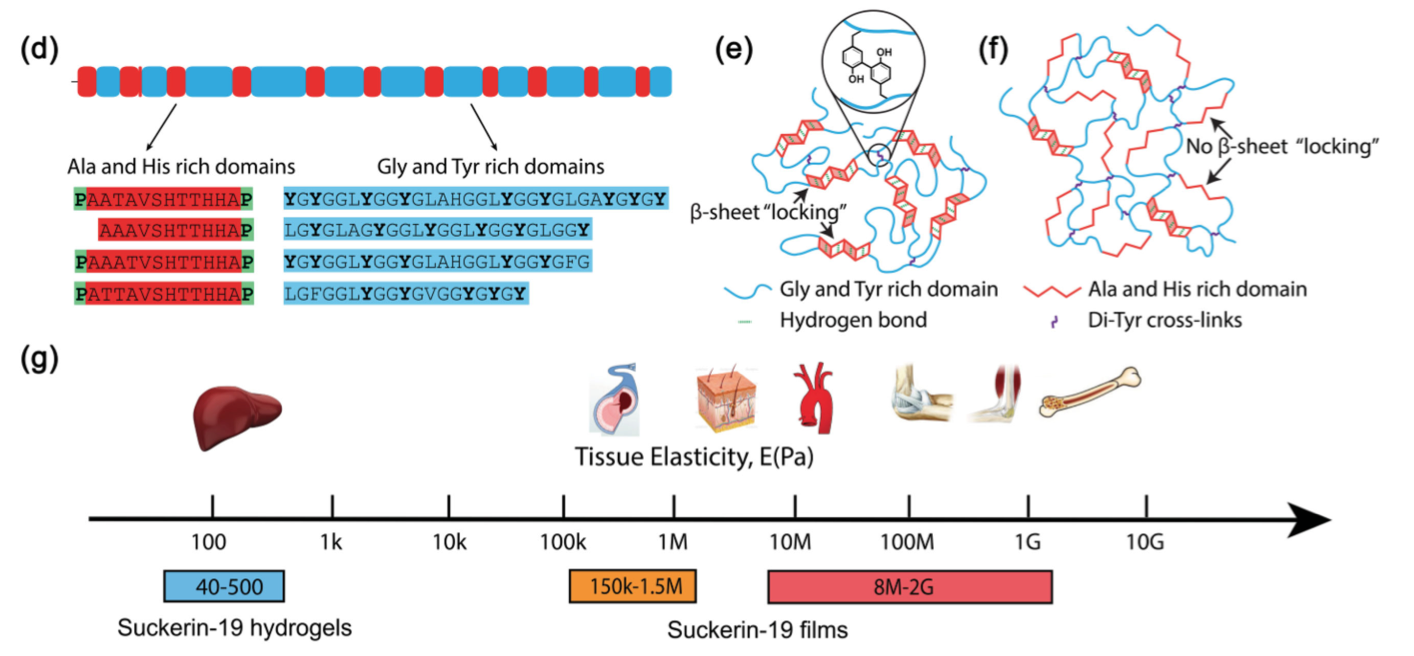 (d)
Ala and His rich domains
Gly and Tyr rich domains
PAATAVSHTTHHAP
YGYGGLYGGYGLAHGGLYGGYGLGAYGYGY
AAAVSHTTHHAP
LGYGLAGYGGLYGGLYGGYGLGGY
PAAATVSHTTHHAP
YGYGGLYGGYGLAHGGLYGGYGFG
PATTAVSHTTHHAP
LGFGGLYGGYGVGGYGYGY
(e)
OH
OH
β-sheet “locking”
(f)
No β-sheet “locking”
Gly and Tyr rich domain
Ala and His rich domain
Hydrogen bond
Di-Tyr cross-links
(g)
Tissue Elasticity, E(Pa)
100 1k 10k 100k 1M 10M 100M 1G 10G
40-500
150k-1.5M
8M-2G
Suckerin-19 hydrogels
Suckerin-19 films